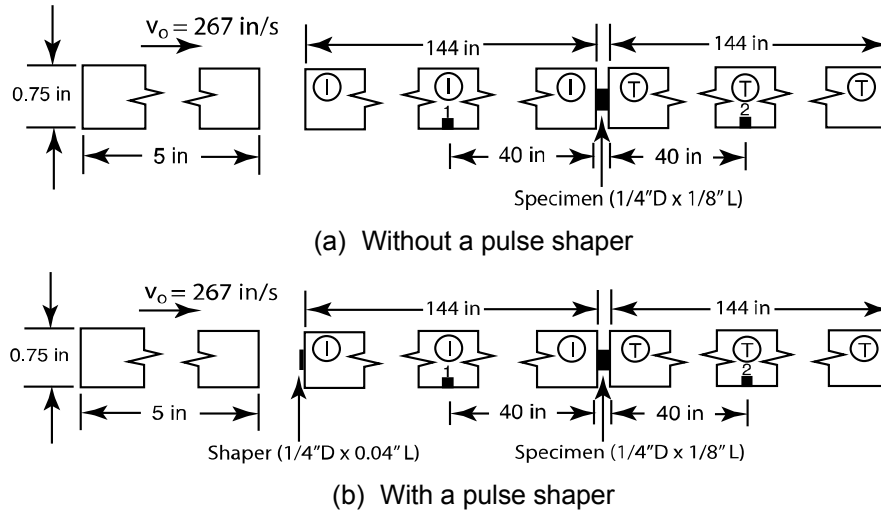 v₀ = 267 in/s
144 in
144 in
0.75 in
I
I
I
T
T
T
1
2
5 in
40 in
40 in
Specimen (1/4"D x 1/8" L)
(a) Without a pulse shaper
v₀ = 267 in/s
144 in
144 in
0.75 in
I
I
I
T
T
T
1
2
5 in
40 in
40 in
Shaper (1/4"D x 0.04" L)
Specimen (1/4"D x 1/8" L)
(b) With a pulse shaper